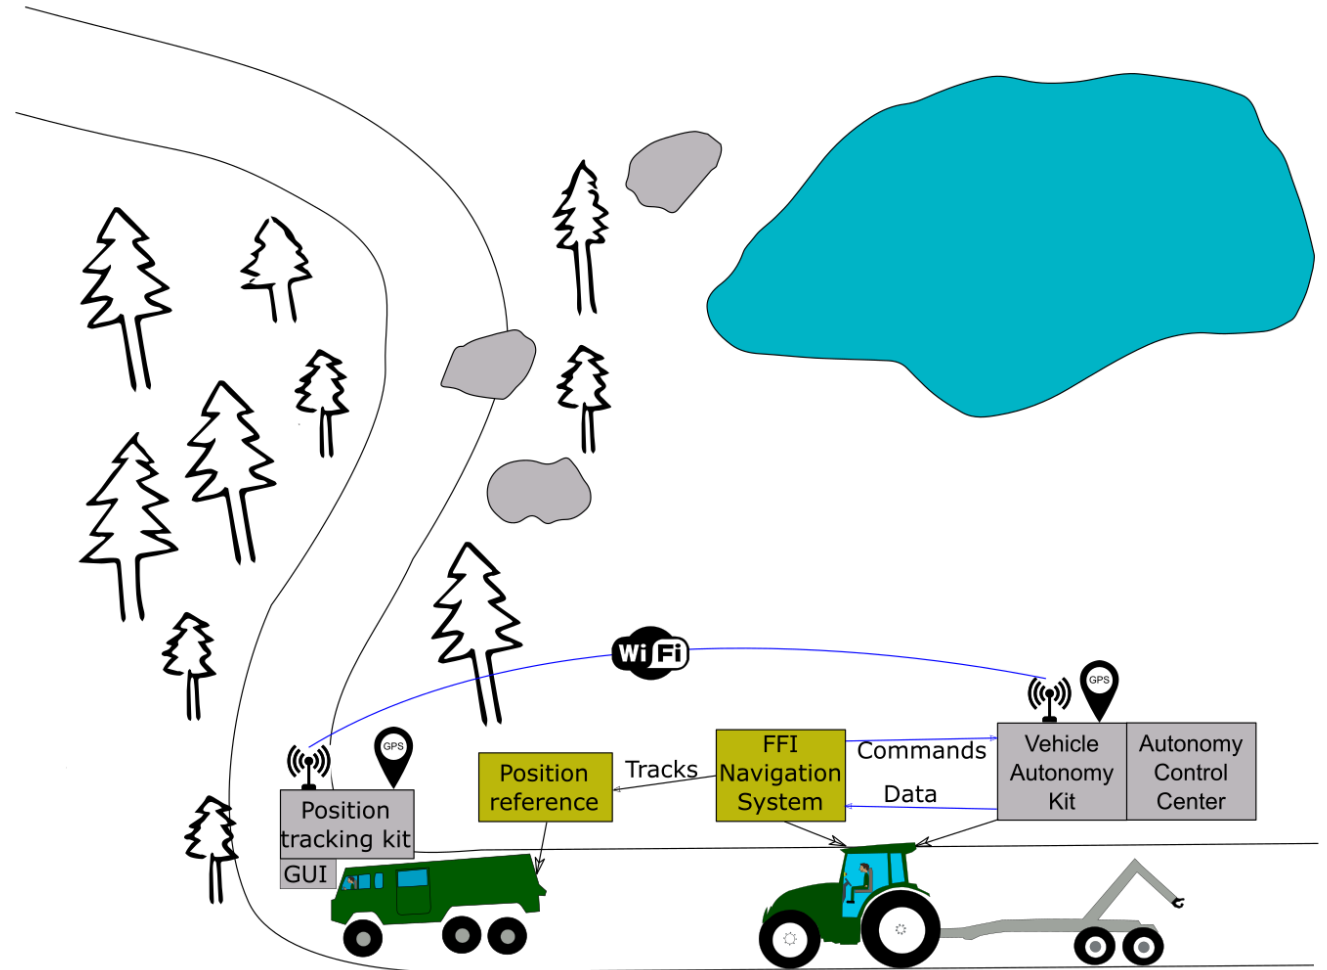 Wi Fi
GPS
GPS
Position
tracking kit
GUI
Position
reference
Tracks
FFI
Navigation
System
Commands
Data
Vehicle
Autonomy
Kit
Autonomy
Control
Center